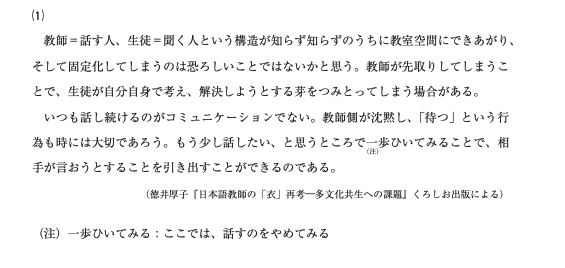 (1)
教師＝話す人、生徒＝聞く人という構造が知らず知らずのうちに教室空間にできあがり、
そして固定化してしまうのは恐ろしいことではないかと思う。教師が先取りしてしまうこ
とで、生徒が自分自身で考え、解決しようとする芽をつみとってしまう場合がある。
いつも話し続けるのがコミュニケーションでない。教師側が沈黙し、「待つ」という行
為も時には大切であろう。もう少し話したい、と思うところで一歩ひいてみることで、相
(注)
手が言おうとすることを引き出すことができるのである。
（徳井厚子『日本語教師の「衣」再考―多文化共生への課題』くろしお出版による）
（注）一歩ひいてみる：ここでは、話すのをやめてみる